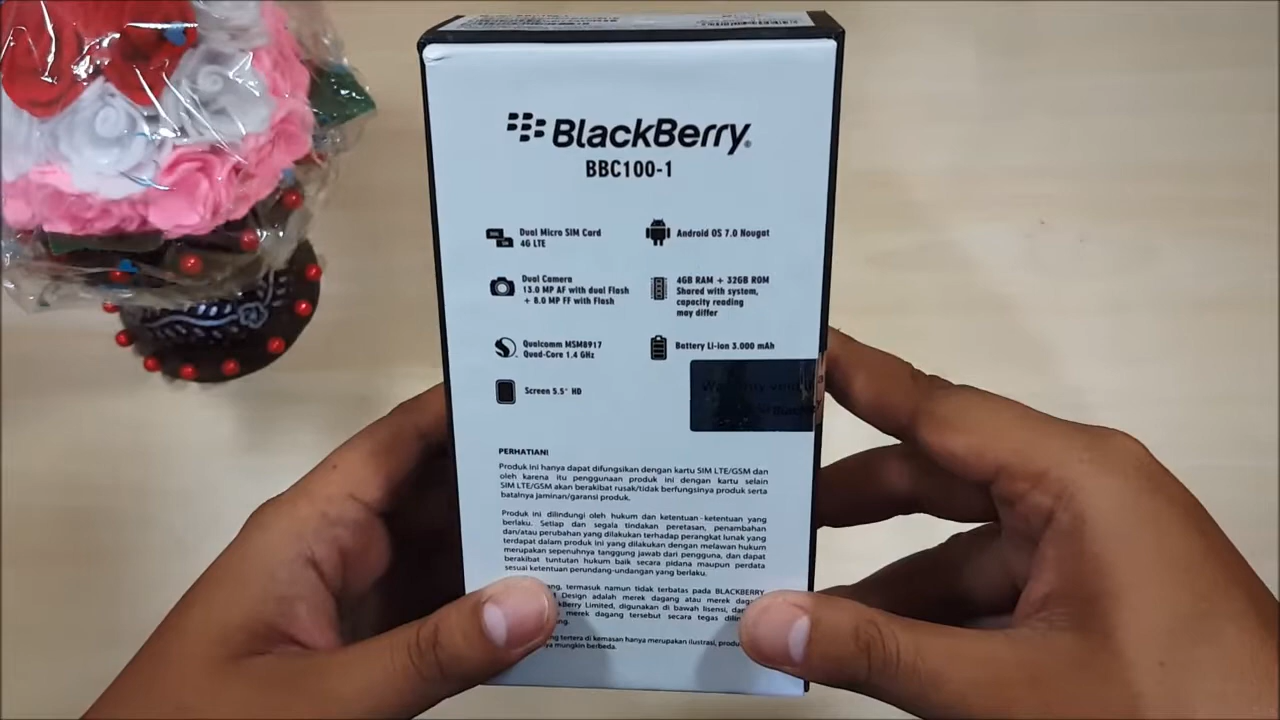 BlackBerry
BBC100-1
Dual Micro SIM Card
4G LTE
Android OS 7.0 Nougat
Dual Camera
13.0 MP AF with dual Flash
+ 8.0 MP FF with Flash
4GB RAM + 32GB ROM
Shared with system,
capacity reading
may differ
Qualcomm MSM8917
Quad-Core 1.4 GHz
Battery Li-ion 3.000 mAh
Screen 5.5" HD
PERHATIAN!
Produk ini hanya dapat difungsikan dengan kartu SIM LTE/GSM dan
oleh karena itu penggunaan produk ini dengan kartu selain
SIM LTE/GSM akan berakibat rusak/tidak berfungsinya produk serta
batalnya jaminan/garansi produk.
Produk ini dilindungi oleh hukum dan ketentuan-ketentuan yang
berlaku. Setiap dan segala tindakan peretasan, penambahan
dan/atau perubahan yang dilakukan terhadap perangkat lunak yang
terdapat dalam produk ini yang dilakukan dengan melawan hukum
merupakan sepenuhnya tanggung jawab dari pengguna, dan dapat
berakibat tuntutan hukum baik secara pidana maupun perdata
sesuai ketentuan perundang-undangan yang berlaku.
termasuk namun tidak terbatas pada BLACKBERRY
Design adalah merek dagang atau merek
Limited, digunakan di bawah lisensi,
merek dagang tersebut secara tegas
tertera di kemasan hanya merupakan ilustrasi,
mungkin berbeda.